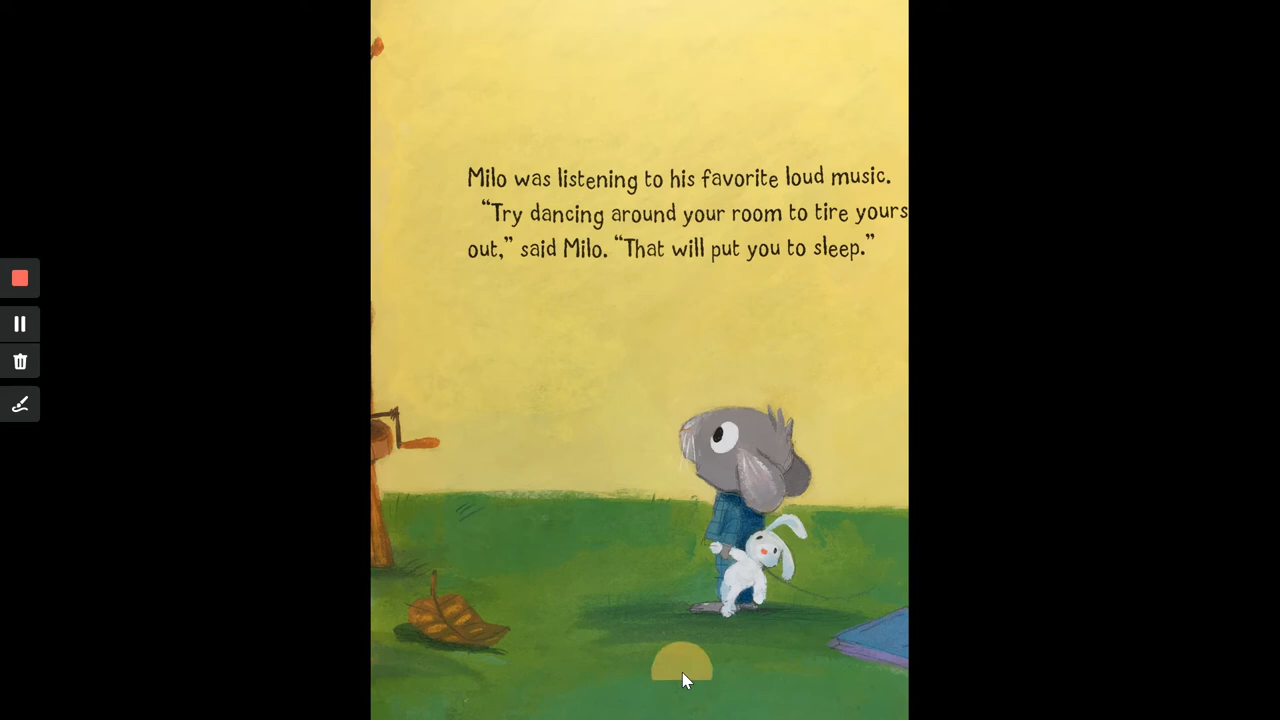 Milo was listening to his favorite loud music.
“Try dancing around your room to tire yours
out,” said Milo. “That will put you to sleep.”